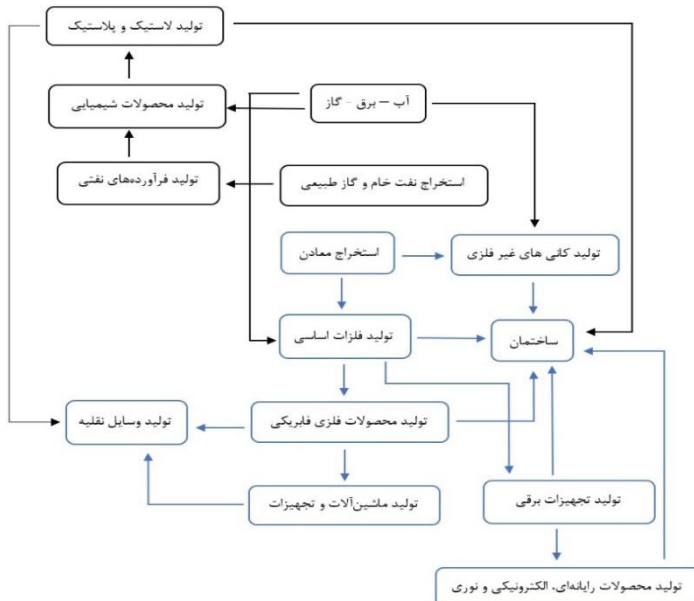 تولید لاستیک و پلاستیک
تولید محصولات شیمیایی
آب – برق - گاز
تولید فرآورده‌های نفتی
استخراج نفت خام و گاز طبیعی
استخراج معادن
تولید کانی های غیر فلزی
تولید فلزات اساسی
ساختمان
تولید وسایل نقلیه
تولید محصولات فلزی فابریکی
تولید ماشین‌آلات و تجهیزات
تولید تجهیزات برقی
تولید محصولات رایانه‌ای، الکترونیکی و نوری